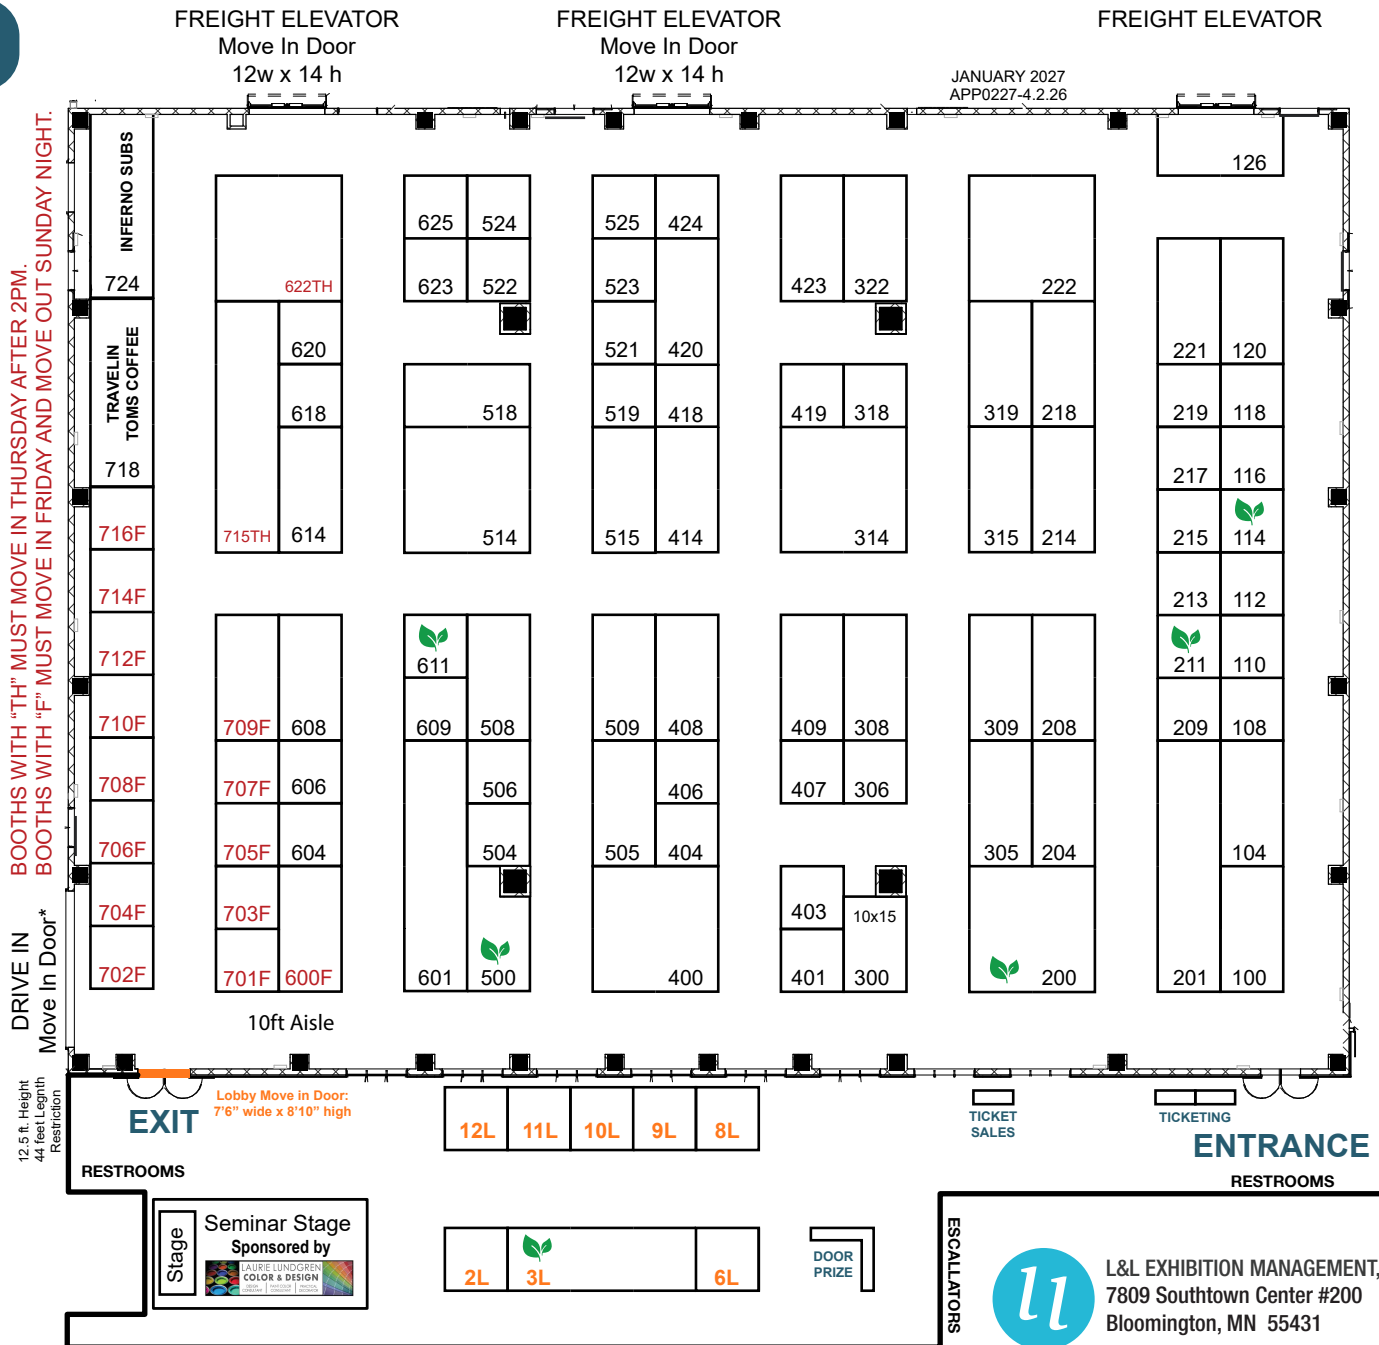 FREIGHT ELEVATOR
Move In Door
12w x 14 h
FREIGHT ELEVATOR
Move In Door
12w x 14 h
FREIGHT ELEVATOR
JANUARY 2027
APP0227-4.2.26
BOOTHS WITH "TH" MUST MOVE IN THURSDAY AFTER 2PM.
BOOTHS WITH "F" MUST MOVE IN FRIDAY AND MOVE OUT SUNDAY NIGHT.
INFERNO SUBS
724
TRAVELIN
TOMS COFFEE
718
126
625 524 525 424
622TH 623 522 523 423 322 222
620 521 420 221 120
618 518 519 418 419 318 319 218 219 118
217 116
716F 715TH 614 514 515 414 314 315 214 215 114
714F 213 112
712F 611 211 110
710F 709F 608 609 508 509 408 409 308 309 208 209 108
708F 707F 606 506 406 407 306
706F 705F 604 504 505 404 305 204 104
704F 703F 403 10x15
702F 701F 600F 601 500 400 401 300 200 201 100
10ft Aisle
DRIVE IN
Move In Door*
12.5 ft. Height
44 feet Legnth
Restriction
EXIT
Lobby Move in Door:
7'6" wide x 8'10" high
12L 11L 10L 9L 8L
TICKET
SALES
TICKETING
ENTRANCE
RESTROOMS
RESTROOMS
Stage
Seminar Stage
Sponsored by
LAURIE LUNDGREN
COLOR & DESIGN
2L 3L 6L
DOOR
PRIZE
ESCALLATORS
ll
L&L EXHIBITION MANAGEMENT,
7809 Southtown Center #200
Bloomington, MN 55431